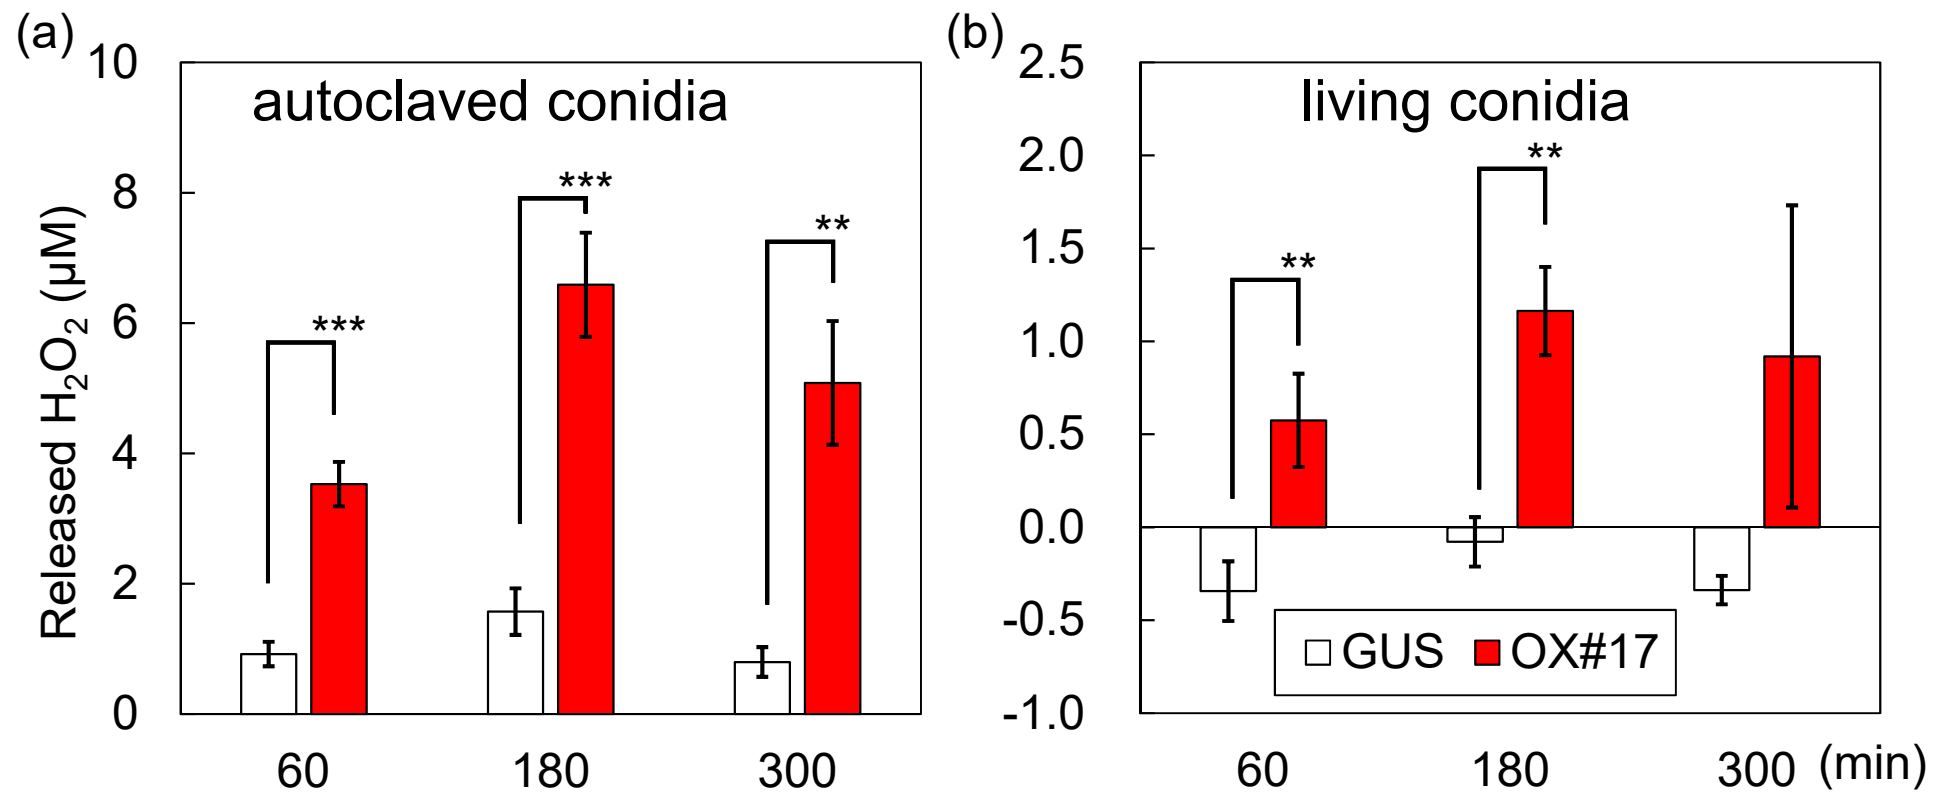 (a)
autoclaved conidia
Released H₂O₂ (µM)
10
8
6
4
2
0
***
***
**
60 180 300
(b)
living conidia
2.5
2.0
1.5
1.0
0.5
0.0
-0.5
-1.0
**
**
GUS OX#17
60 180 300 (min)